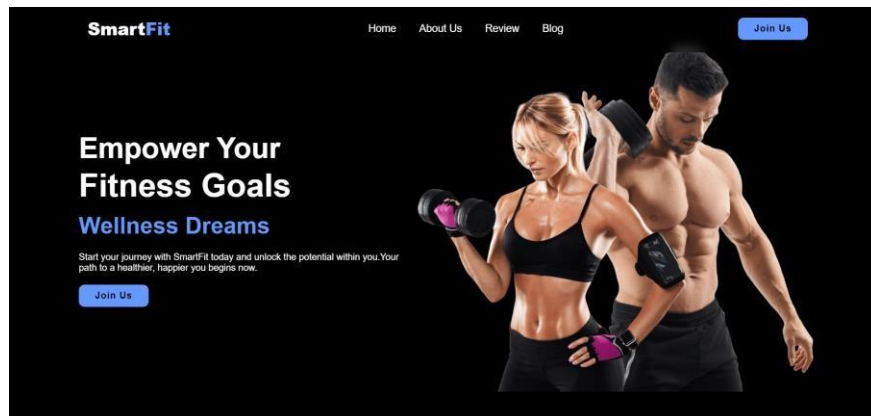 SmartFit
Home
About Us
Review
Blog
Join Us
Empower Your
Fitness Goals
Wellness Dreams
Start your journey with SmartFit today and unlock the potential within you.Your
path to a healthier, happier you begins now.
Join Us